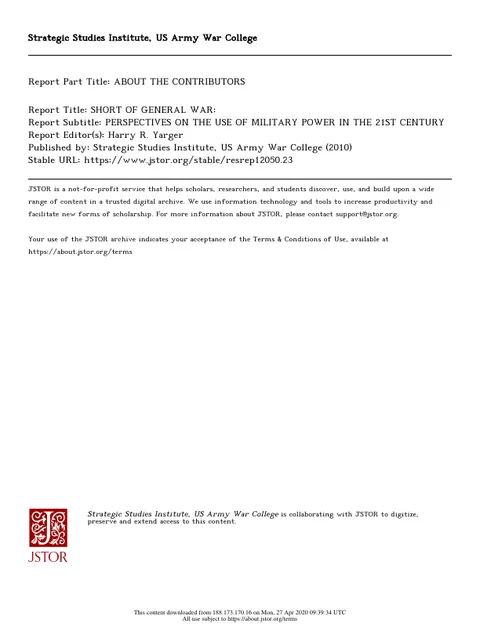 Strategic Studies Institute, US Army War College
Report Part Title: ABOUT THE CONTRIBUTORS
Report Title: SHORT OF GENERAL WAR:
Report Subtitle: PERSPECTIVES ON THE USE OF MILITARY POWER IN THE 21ST CENTURY
Report Editor(s): Harry R. Yarger
Published by: Strategic Studies Institute, US Army War College (2010)
Stable URL: https://www.jstor.org/stable/resrep12050.23
JSTOR is a not-for-profit service that helps scholars, researchers, and students discover, use, and build upon a wide
range of content in a trusted digital archive. We use information technology and tools to increase productivity and
facilitate new forms of scholarship. For more information about JSTOR, please contact support@jstor.org.
Your use of the JSTOR archive indicates your acceptance of the Terms & Conditions of Use, available at
https://about.jstor.org/terms
Strategic Studies Institute, US Army War College is collaborating with JSTOR to digitize,
preserve and extend access to this content.
JSTOR
This content downloaded from 188.173.170.16 on Mon, 27 Apr 2020 09:39:34 UTC
All use subject to https://about.jstor.org/terms